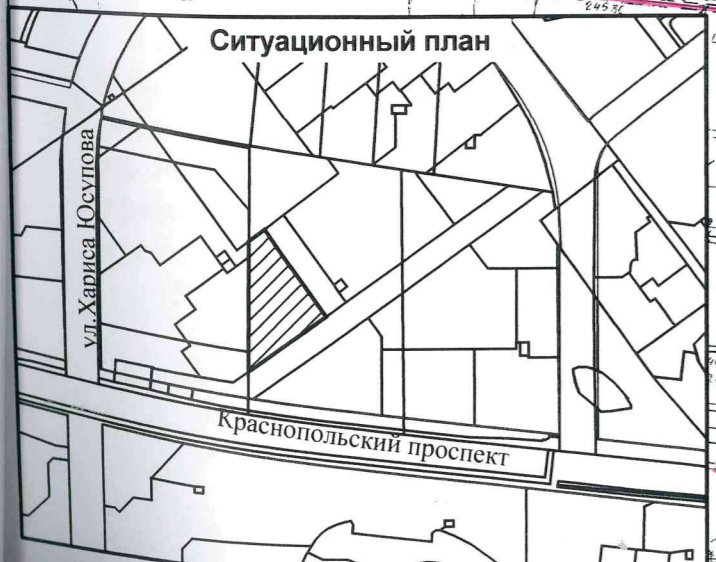 Ситуационный план
ул.Хариса Юсупова
Краснопольский проспект